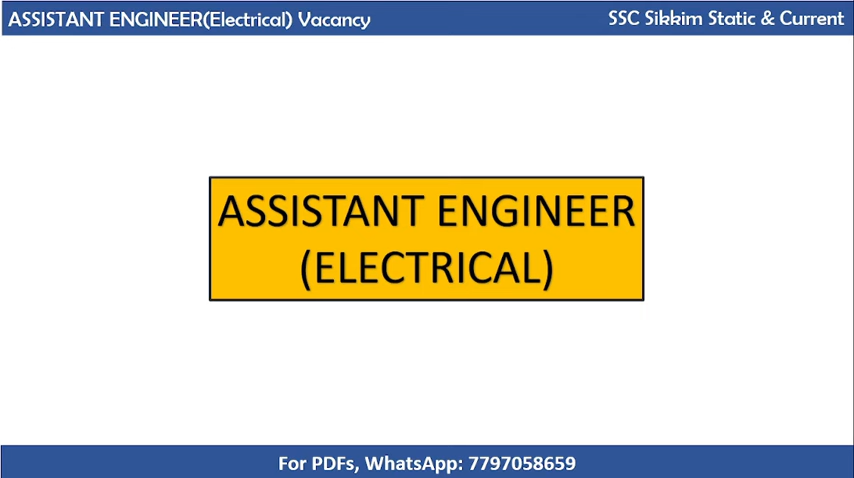 ASSISTANT ENGINEER(Electrical) Vacancy
SSC Sikkim Static & Current
ASSISTANT ENGINEER
(ELECTRICAL)
For PDFs, WhatsApp: 7797058659